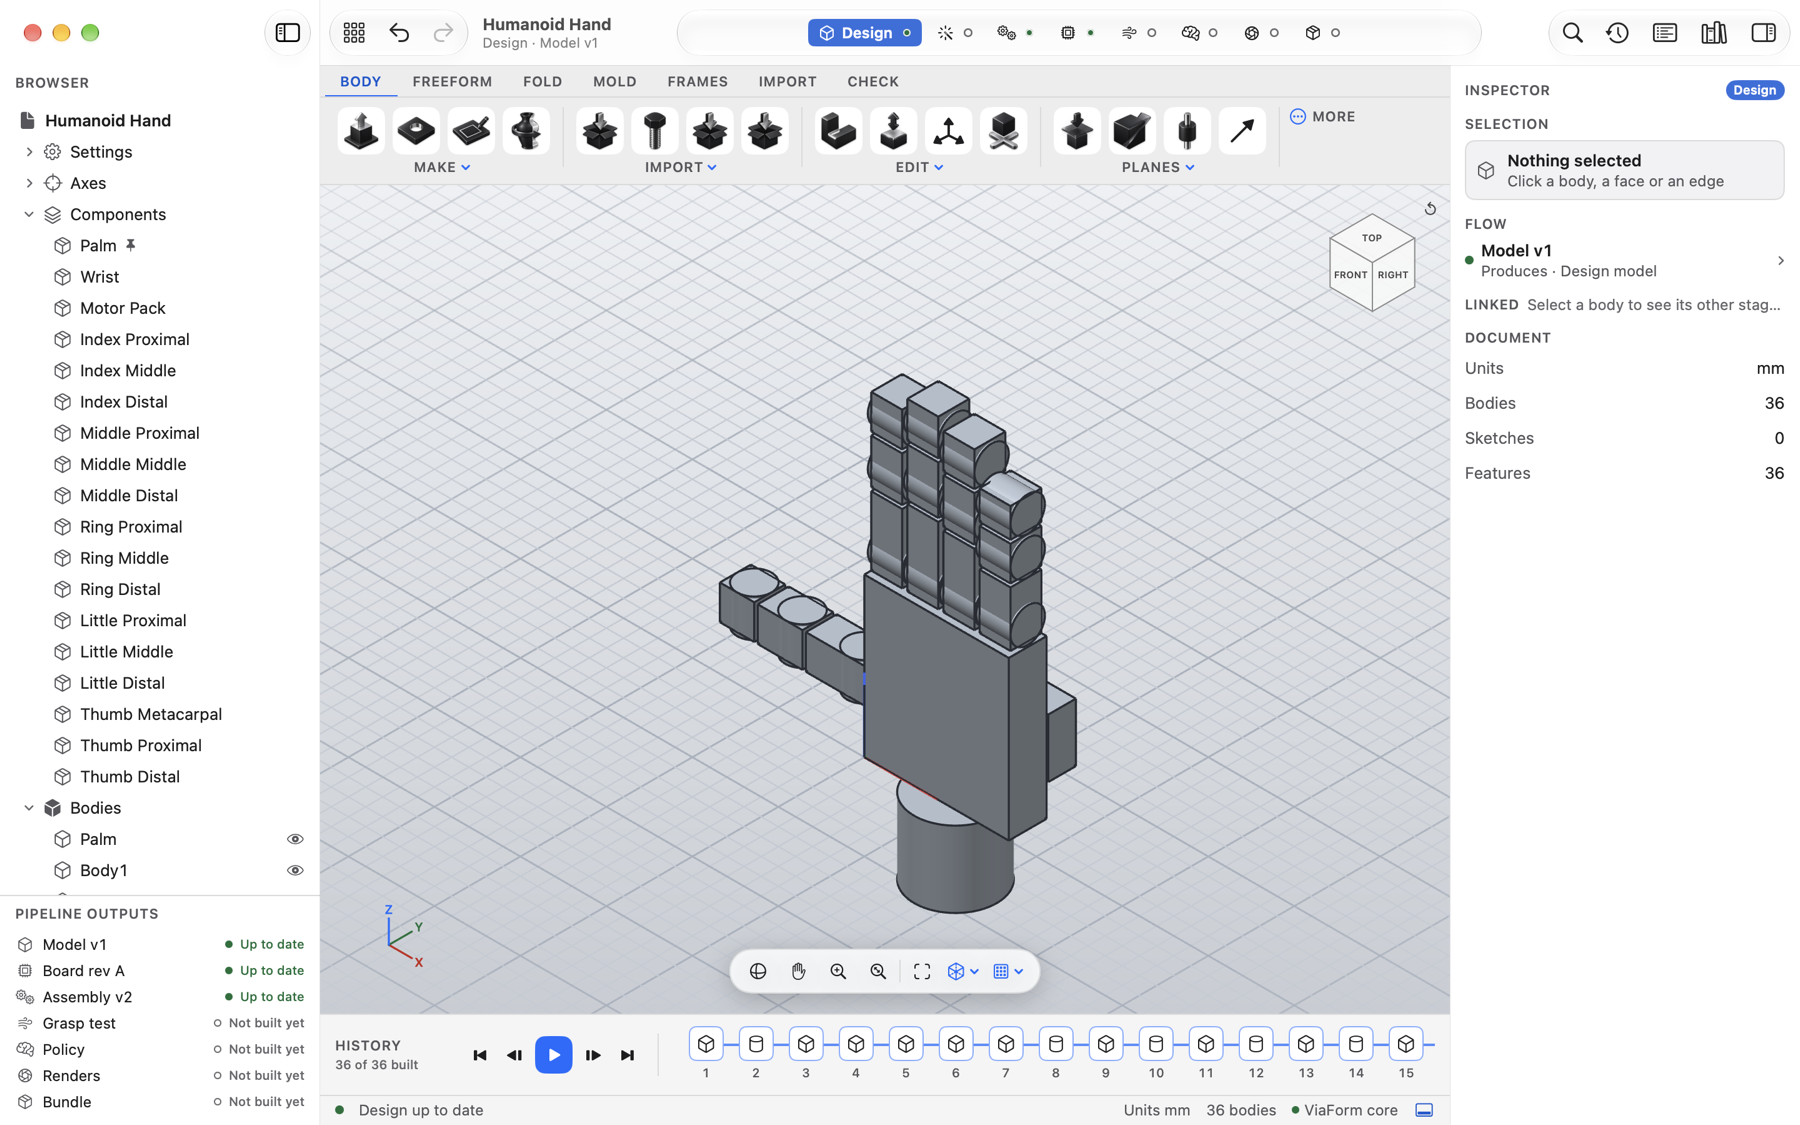 Humanoid Hand
Design · Model v1
Design
BROWSER
Humanoid Hand
Settings
Axes
Components
Palm
Wrist
Motor Pack
Index Proximal
Index Middle
Index Distal
Middle Proximal
Middle Middle
Middle Distal
Ring Proximal
Ring Middle
Ring Distal
Little Proximal
Little Middle
Little Distal
Thumb Metacarpal
Thumb Proximal
Thumb Distal
Bodies
Palm
Body1
PIPELINE OUTPUTS
Model v1 Up to date
Board rev A Up to date
Assembly v2 Up to date
Grasp test Not built yet
Policy Not built yet
Renders Not built yet
Bundle Not built yet
BODY FREEFORM FOLD MOLD FRAMES IMPORT CHECK
MAKE IMPORT EDIT PLANES MORE
TOP
FRONT RIGHT
Z
Y
X
HISTORY
36 of 36 built
1 2 3 4 5 6 7 8 9 10 11 12 13 14 15
Design up to date
Units mm 36 bodies ViaForm core
INSPECTOR Design
SELECTION
Nothing selected
Click a body, a face or an edge
FLOW
Model v1
Produces · Design model
LINKED Select a body to see its other stag...
DOCUMENT
Units mm
Bodies 36
Sketches 0
Features 36